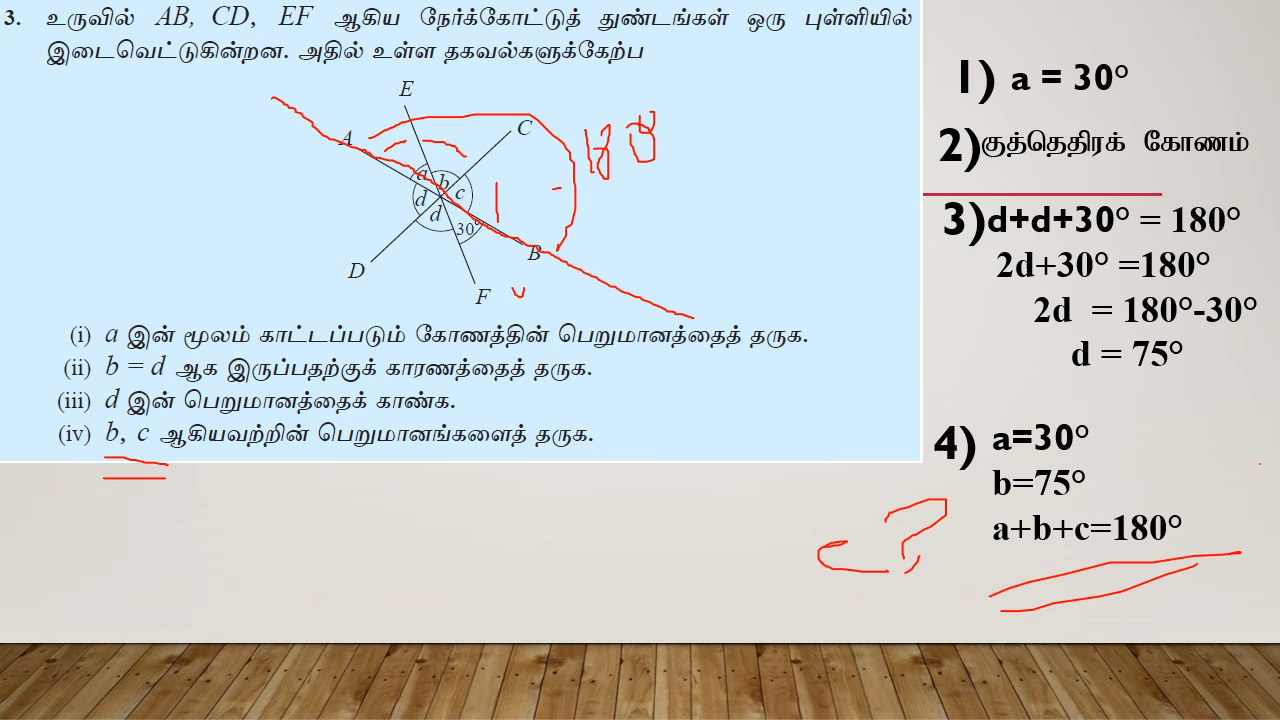 3. உருவில் AB, CD, EF ஆகிய நேர்க்கோட்டுத் துண்டங்கள் ஒரு புள்ளியில்
இடைவெட்டுகின்றன. அதில் உள்ள தகவல்களுக்கேற்ப
E
A
C
a
b
c
d
d
30°
B
D
F
(i) a இன் மூலம் காட்டப்படும் கோணத்தின் பெறுமானத்தைத் தருக.
(ii) b = d ஆக இருப்பதற்குக் காரணத்தைத் தருக.
(iii) d இன் பெறுமானத்தைக் காண்க.
(iv) b, c ஆகியவற்றின் பெறுமானங்களைத் தருக.
1) a = 30°
2)குத்தெதிரக் கோணம்
3)d+d+30° = 180°
2d+30° =180°
2d = 180°-30°
d = 75°
4) a=30°
b=75°
a+b+c=180°
c ?